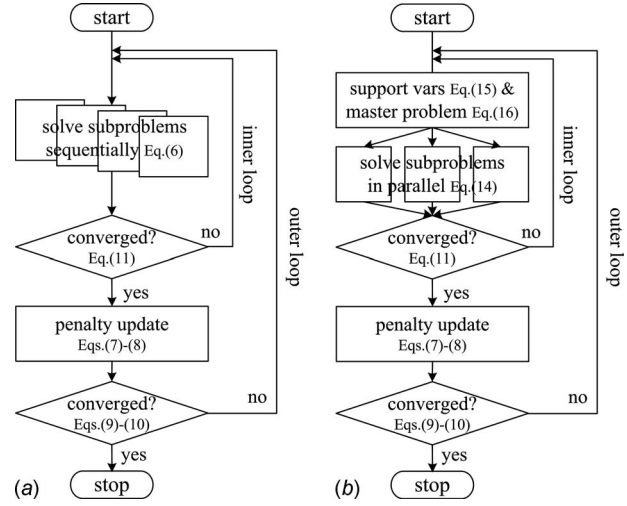 start
solve subproblems
sequentially Eq.(6)
inner loop
outer loop
converged?
Eq.(11)
no
yes
penalty update
Eqs.(7)-(8)
converged?
Eqs.(9)-(10)
no
yes
stop
(a)
start
support vars Eq.(15) &
master problem Eq.(16)
solve subproblems
in parallel Eq.(14)
inner loop
outer loop
converged?
Eq.(11)
no
yes
penalty update
Eqs.(7)-(8)
converged?
Eqs.(9)-(10)
no
yes
stop
(b)